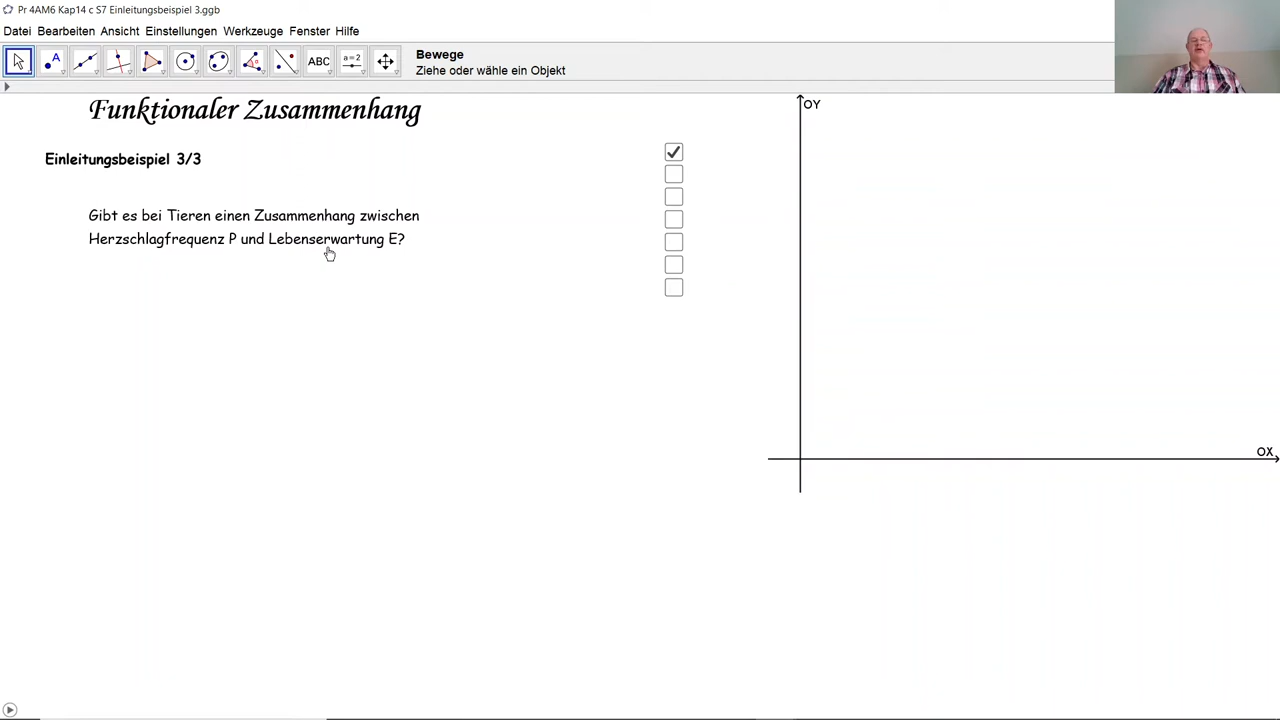 Pr 4AM6 Kap14 c S7 Einleitungsbeispiel 3.ggb
Datei Bearbeiten Ansicht Einstellungen Werkzeuge Fenster Hilfe
A
ABC
a=2
Bewege
Ziehe oder wähle ein Objekt
Funktionaler Zusammenhang
Einleitungsbeispiel 3/3
Gibt es bei Tieren einen Zusammenhang zwischen
Herzschlagfrequenz P und Lebenserwartung E?
OY
OX